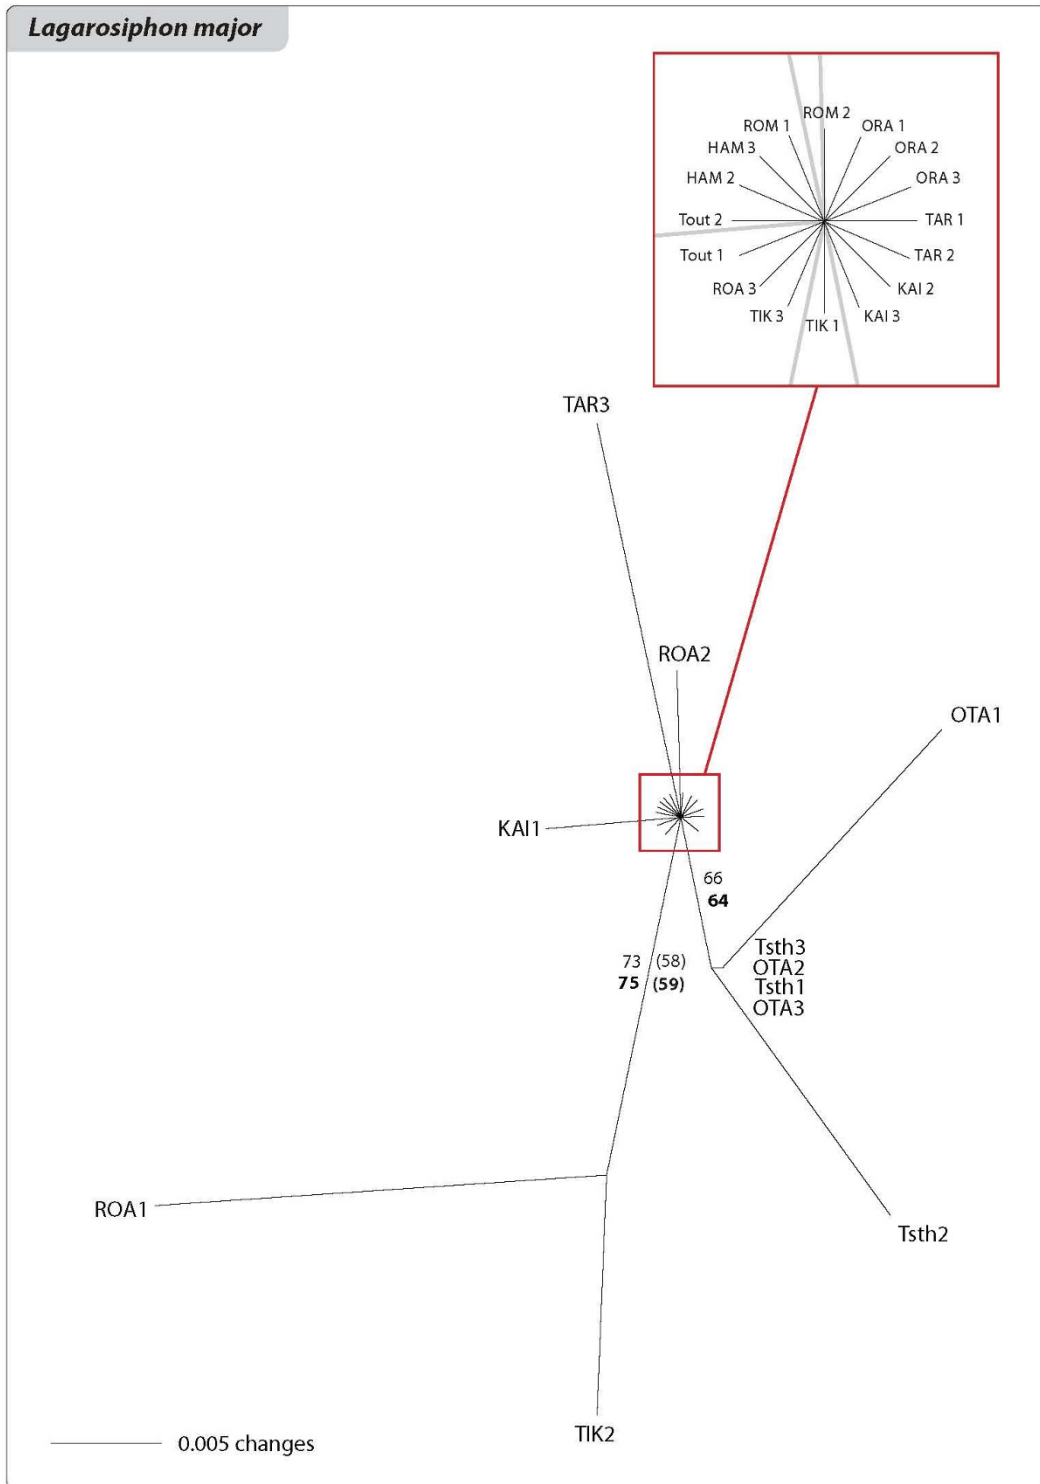 Lagarosiphon major
ROM 2
ROM 1
ORA 1
HAM 3
ORA 2
HAM 2
ORA 3
Tout 2
TAR 1
Tout 1
TAR 2
ROA 3
KAI 2
TIK 3
TIK 1
KAI 3
TAR3
ROA2
OTA1
KAI1
66
64
Tsth3
OTA2
Tsth1
OTA3
73 (58)
75 (59)
ROA1
Tsth2
TIK2
0.005 changes